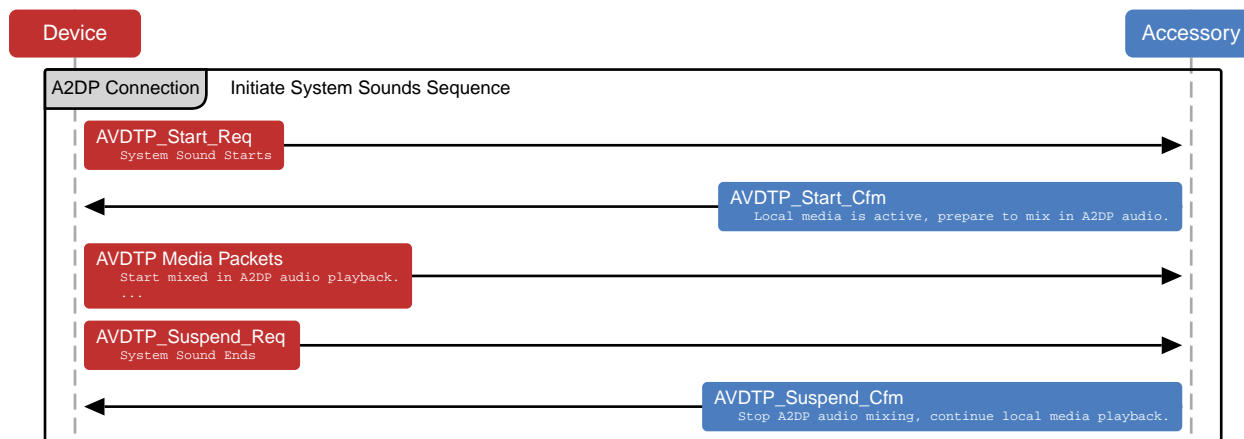 Device
Accessory
A2DP Connection
Initiate System Sounds Sequence
AVDTP_Start_Req
System Sound Starts
AVDTP_Start_Cfm
Local media is active, prepare to mix in A2DP audio.
AVDTP Media Packets
Start mixed in A2DP audio playback.
...
AVDTP_Suspend_Req
System Sound Ends
AVDTP_Suspend_Cfm
Stop A2DP audio mixing, continue local media playback.